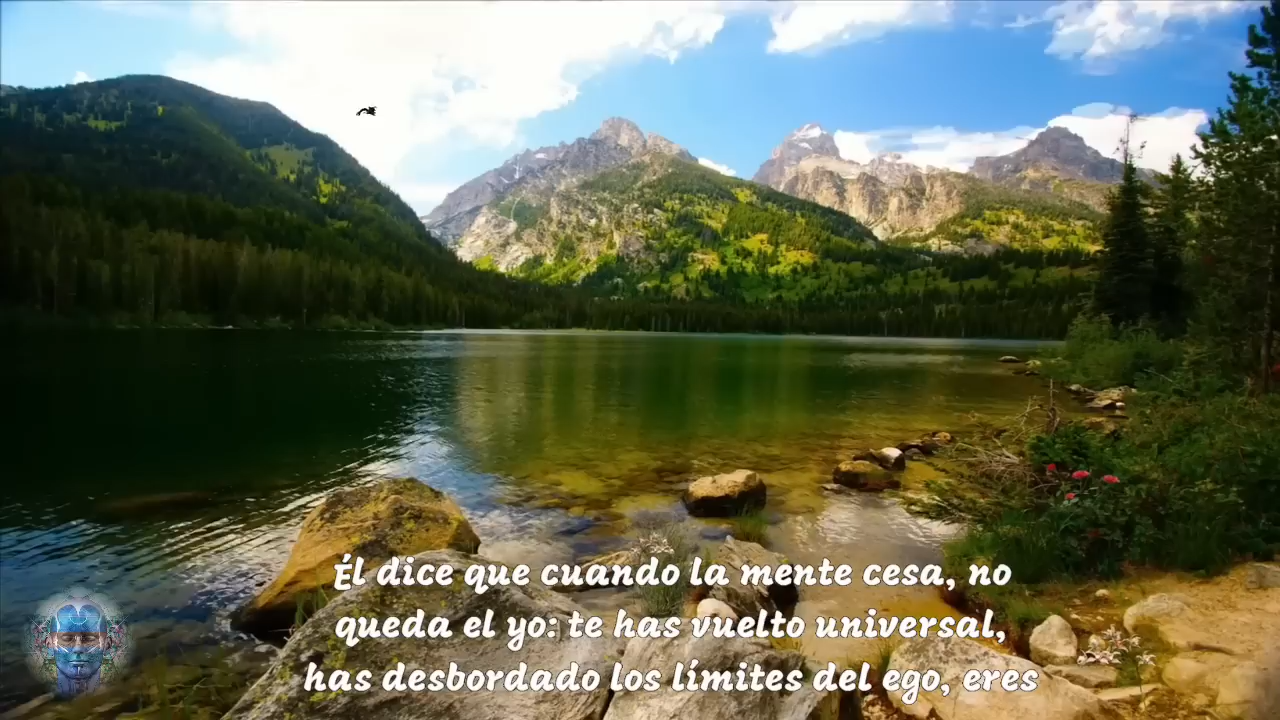 Él dice que cuando la mente cesa, no
queda el yo: te has vuelto universal,
has desbordado los límites del ego, eres